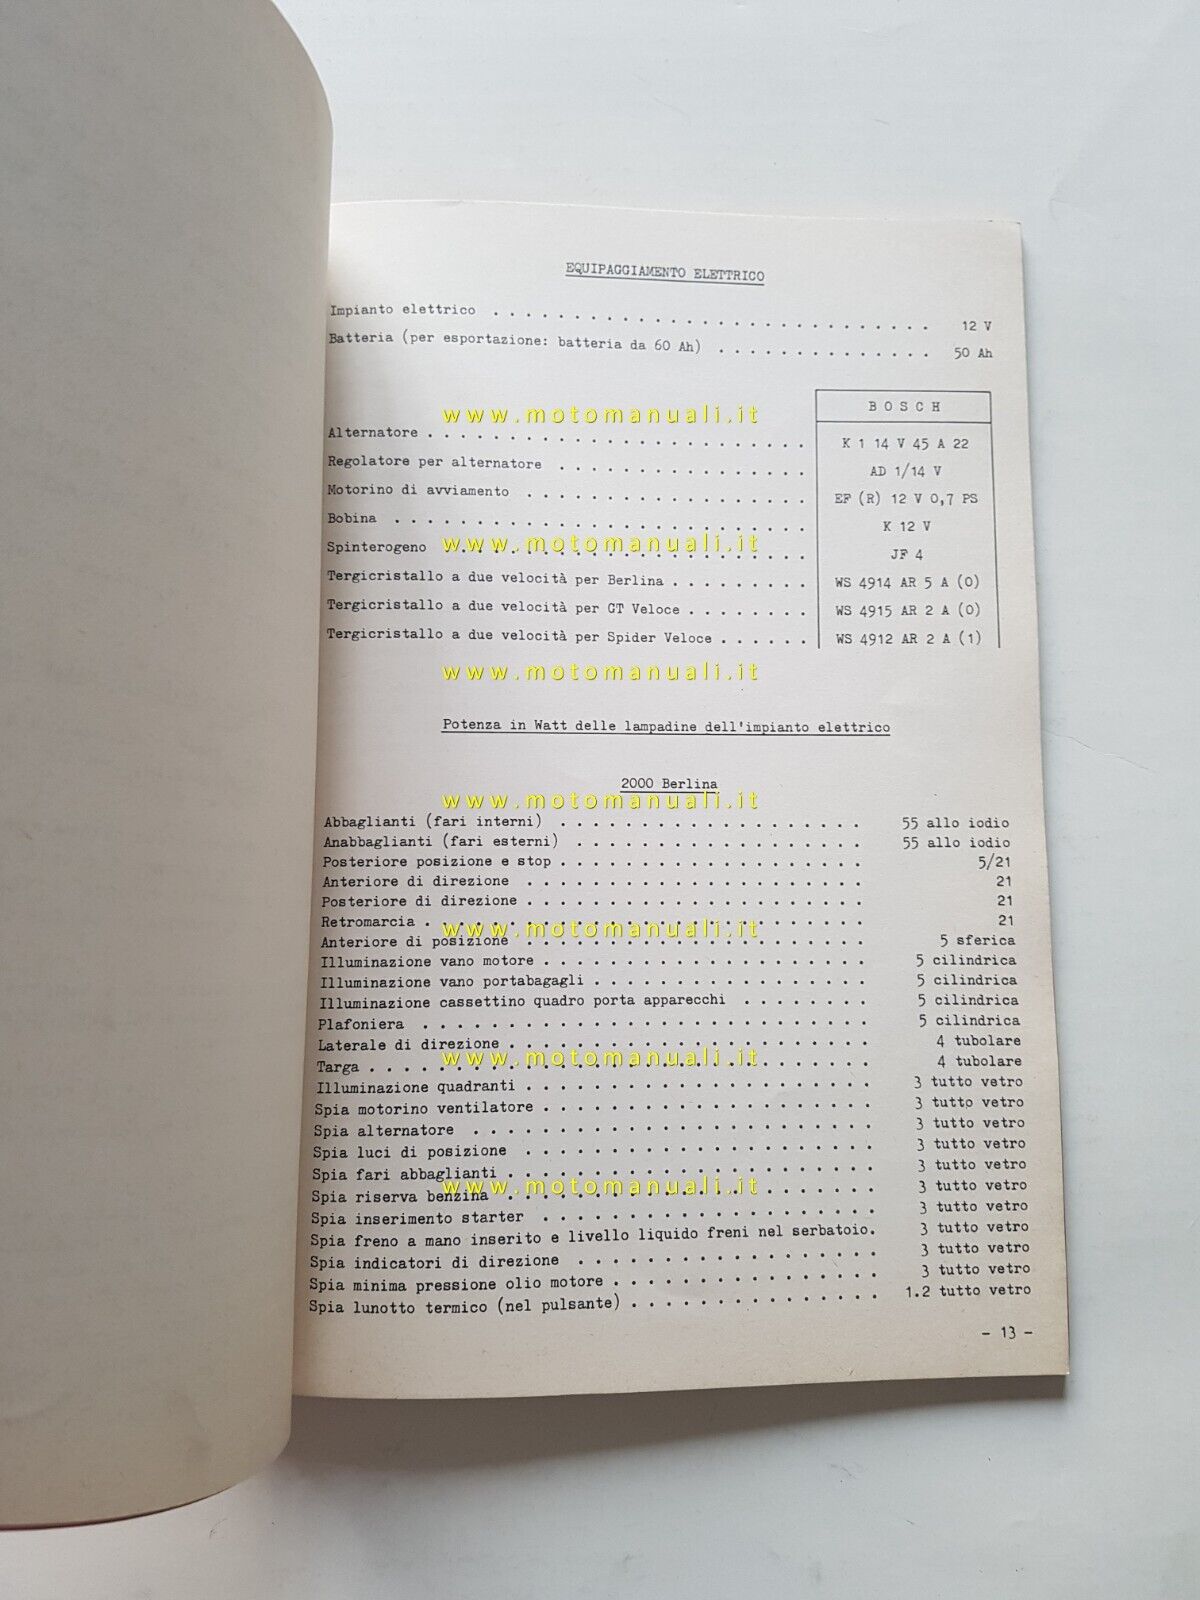 EQUIPAGGIAMENTO ELETTRICO
Impianto elettrico . . . . . . . . . . . . . . . . . . . . . . . . . . . 12 V
Batteria (per esportazione: batteria da 60 Ah) . . . . . . . . . . . . . . 50 Ah
BOSCH
www.motomanuali.it
Alternatore . . . . . . . . . . . . . . . . . . . . . . . . K 1 14 V 45 A 22
Regolatore per alternatore . . . . . . . . . . . . . . . . AD 1/14 V
Motorino di avviamento . . . . . . . . . . . . . . . . . . EF (R) 12 V 0,7 PS
Bobina . . . . . . . . . . . . . . . . . . . . . . . . . . K 12 V
Spinterogeno . . . . . . . . . . . . . . . . . . . . . . . JF 4
www.motomanuali.it
Tergicristallo a due velocità per Berlina . . . . . . . . . WS 4914 AR 5 A (0)
Tergicristallo a due velocità per GT Veloce . . . . . . . . WS 4915 AR 2 A (0)
Tergicristallo a due velocità per Spider Veloce . . . . . . WS 4912 AR 2 A (1)
www.motomanuali.it
Potenza in Watt delle lampadine dell'impianto elettrico
2000 Berlina
www.motomanuali.it
Abbaglianti (fari interni) . . . . . . . . . . . . . . . . . . . 55 allo iodio
Anabbaglianti (fari esterni) . . . . . . . . . . . . . . . . . . 55 allo iodio
Posteriore posizione e stop . . . . . . . . . . . . . . . . . . . 5/21
Anteriore di direzione . . . . . . . . . . . . . . . . . . . . . 21
Posteriore di direzione . . . . . . . . . . . . . . . . . . . . . 21
Retromarcia . . . . . . . . . . . . . . . . . . . . . . . . . . . 21
www.motomanuali.it
Anteriore di posizione . . . . . . . . . . . . . . . . . . . . . 5 sferica
Illuminazione vano motore . . . . . . . . . . . . . . . . . . . . 5 cilindrica
Illuminazione vano portabagagli . . . . . . . . . . . . . . . . . 5 cilindrica
Illuminazione cassettino quadro porta apparecchi . . . . . . . . 5 cilindrica
Plafoniera . . . . . . . . . . . . . . . . . . . . . . . . . . . 5 cilindrica
Laterale di direzione . . . . . . . . . . . . . . . . . . . . . . 4 tubolare
www.motomanuali.it
Targa . . . . . . . . . . . . . . . . . . . . . . . . . . . . . . 4 tubolare
Illuminazione quadranti . . . . . . . . . . . . . . . . . . . . . 3 tutto vetro
Spia motorino ventilatore . . . . . . . . . . . . . . . . . . . . 3 tutto vetro
Spia alternatore . . . . . . . . . . . . . . . . . . . . . . . . 3 tutto vetro
Spia luci di posizione . . . . . . . . . . . . . . . . . . . . . 3 tutto vetro
Spia fari abbaglianti . . . . . . . . . . . . . . . . . . . . . . 3 tutto vetro
www.motomanuali.it
Spia riserva benzina . . . . . . . . . . . . . . . . . . . . . . 3 tutto vetro
Spia inserimento starter . . . . . . . . . . . . . . . . . . . . 3 tutto vetro
Spia freno a mano inserito e livello liquido freni nel serbatoio. 3 tutto vetro
Spia indicatori di direzione . . . . . . . . . . . . . . . . . . 3 tutto vetro
Spia minima pressione olio motore . . . . . . . . . . . . . . . . 3 tutto vetro
Spia lunotto termico (nel pulsante) . . . . . . . . . . . . . . . 1.2 tutto vetro
- 13 -